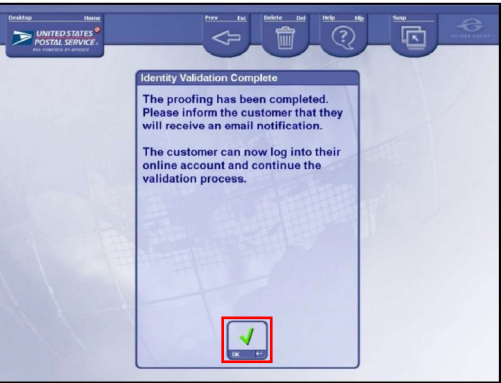 Desktop Home
Prev Esc
Delete Del
Help Hlp
Susp
UNITED STATES
POSTAL SERVICE®
Identity Validation Complete
The proofing has been completed.
Please inform the customer that they
will receive an email notification.
The customer can now log into their
online account and continue the
validation process.
OK